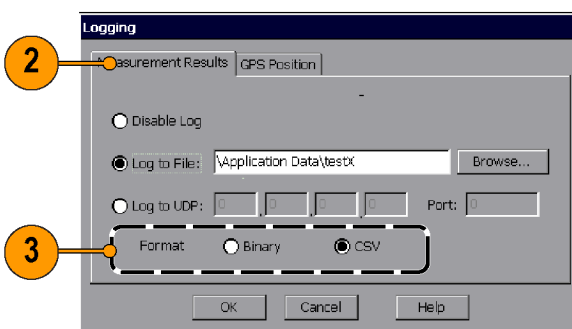 Logging
2
Measurement Results GPS Position
Disable Log
Log to File: \Application Data\testX Browse...
Log to UDP: 0 . 0 . 0 . 0 Port: 0
3
Format Binary CSV
OK Cancel Help